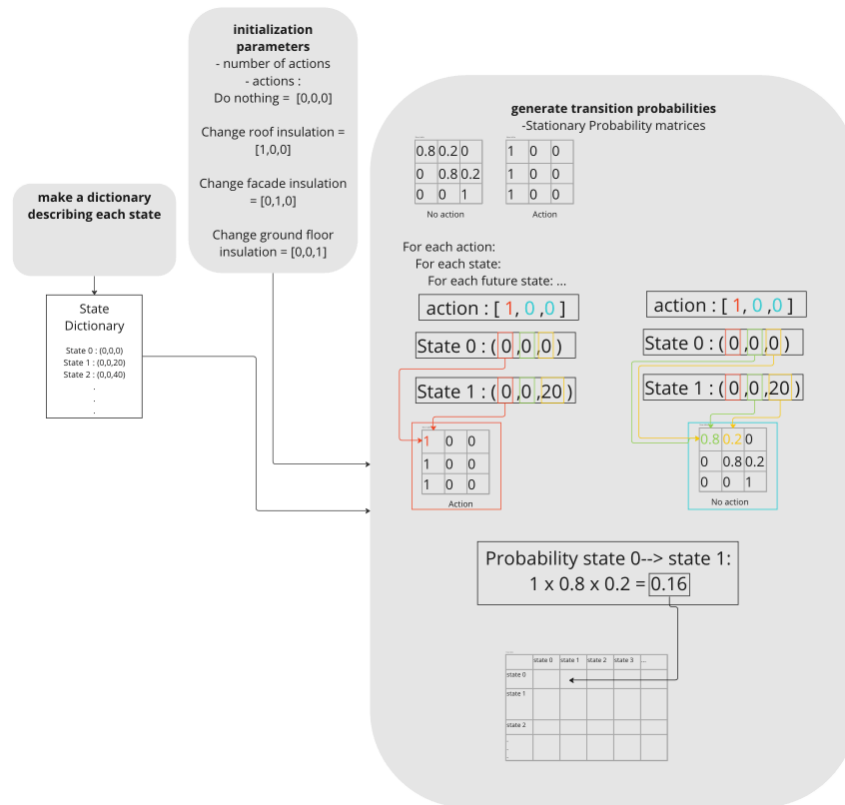 initialization
parameters
- number of actions
- actions :
Do nothing = [0,0,0]
Change roof insulation =
[1,0,0]
Change facade insulation
= [0,1,0]
Change ground floor
insulation = [0,0,1]
make a dictionary
describing each state
State
Dictionary
State 0 : (0,0,0)
State 1 : (0,0,20)
State 2 : (0,0,40)
.
.
.
generate transition probabilities
-Stationary Probability matrices
0.8 0.2 0
0 0.8 0.2
0 0 1
No action
1 0 0
1 0 0
1 0 0
Action
For each action:
For each state:
For each future state: ...
action : [ 1, 0 ,0 ]
State 0 : ( 0 ,0 ,0 )
State 1 : ( 0 ,0 ,20 )
1 0 0
1 0 0
1 0 0
Action
action : [ 1, 0 ,0 ]
State 0 : ( 0 ,0 ,0 )
State 1 : ( 0 ,0 ,20 )
0.8 0.2 0
0 0.8 0.2
0 0 1
No action
Probability state 0--> state 1:
1 x 0.8 x 0.2 = 0.16
state 0 state 1 state 2 state 3 ...
state 0
state 1
state 2
.
.
.